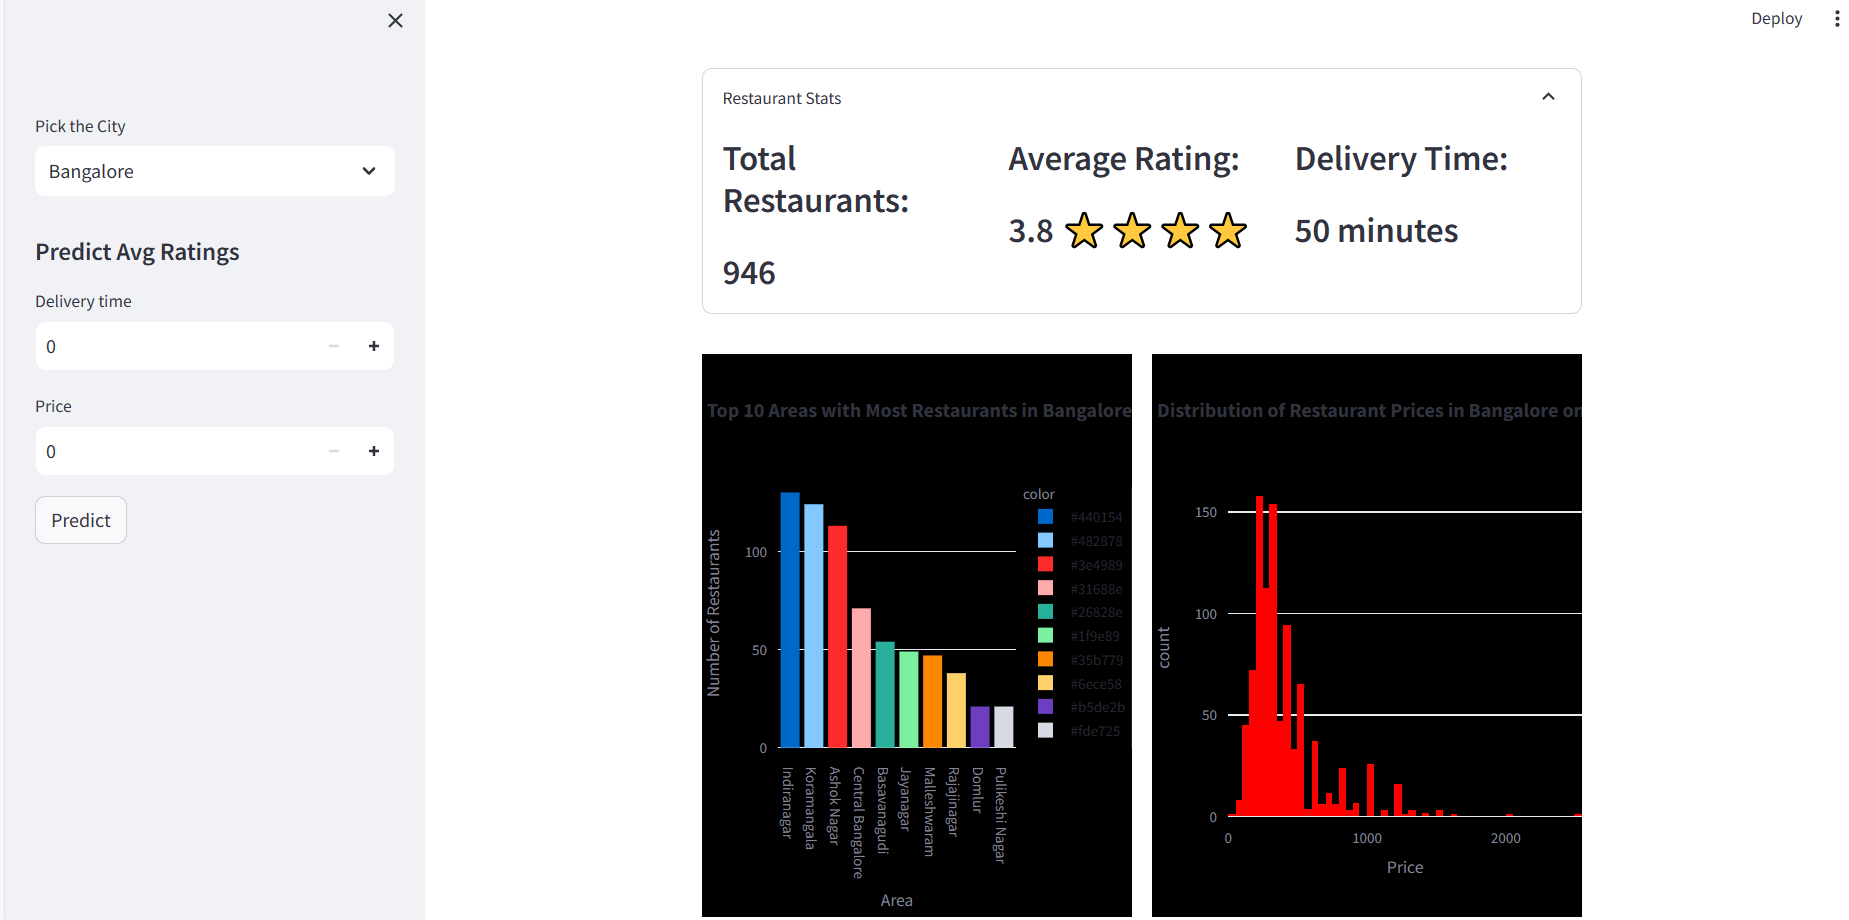 Deploy
Pick the City
Bangalore
Predict Avg Ratings
Delivery time
0
Price
0
Predict
Restaurant Stats
Total
Restaurants:
946
Average Rating:
3.8
Delivery Time:
50 minutes
Top 10 Areas with Most Restaurants in Bangalore
Number of Restaurants
100
50
0
color
#440154
#482878
#3e4989
#31688e
#26828e
#1f9e89
#35b779
#6ece58
#b5de2b
#fde725
Indiranagar
Koramangala
Ashok Nagar
Central Bangalore
Basavanagudi
Jayanagar
Malleshwaram
Rajajinagar
Domlur
Pulikeshi Nagar
Area
Distribution of Restaurant Prices in Bangalore on
count
150
100
50
0
0
1000
2000
Price